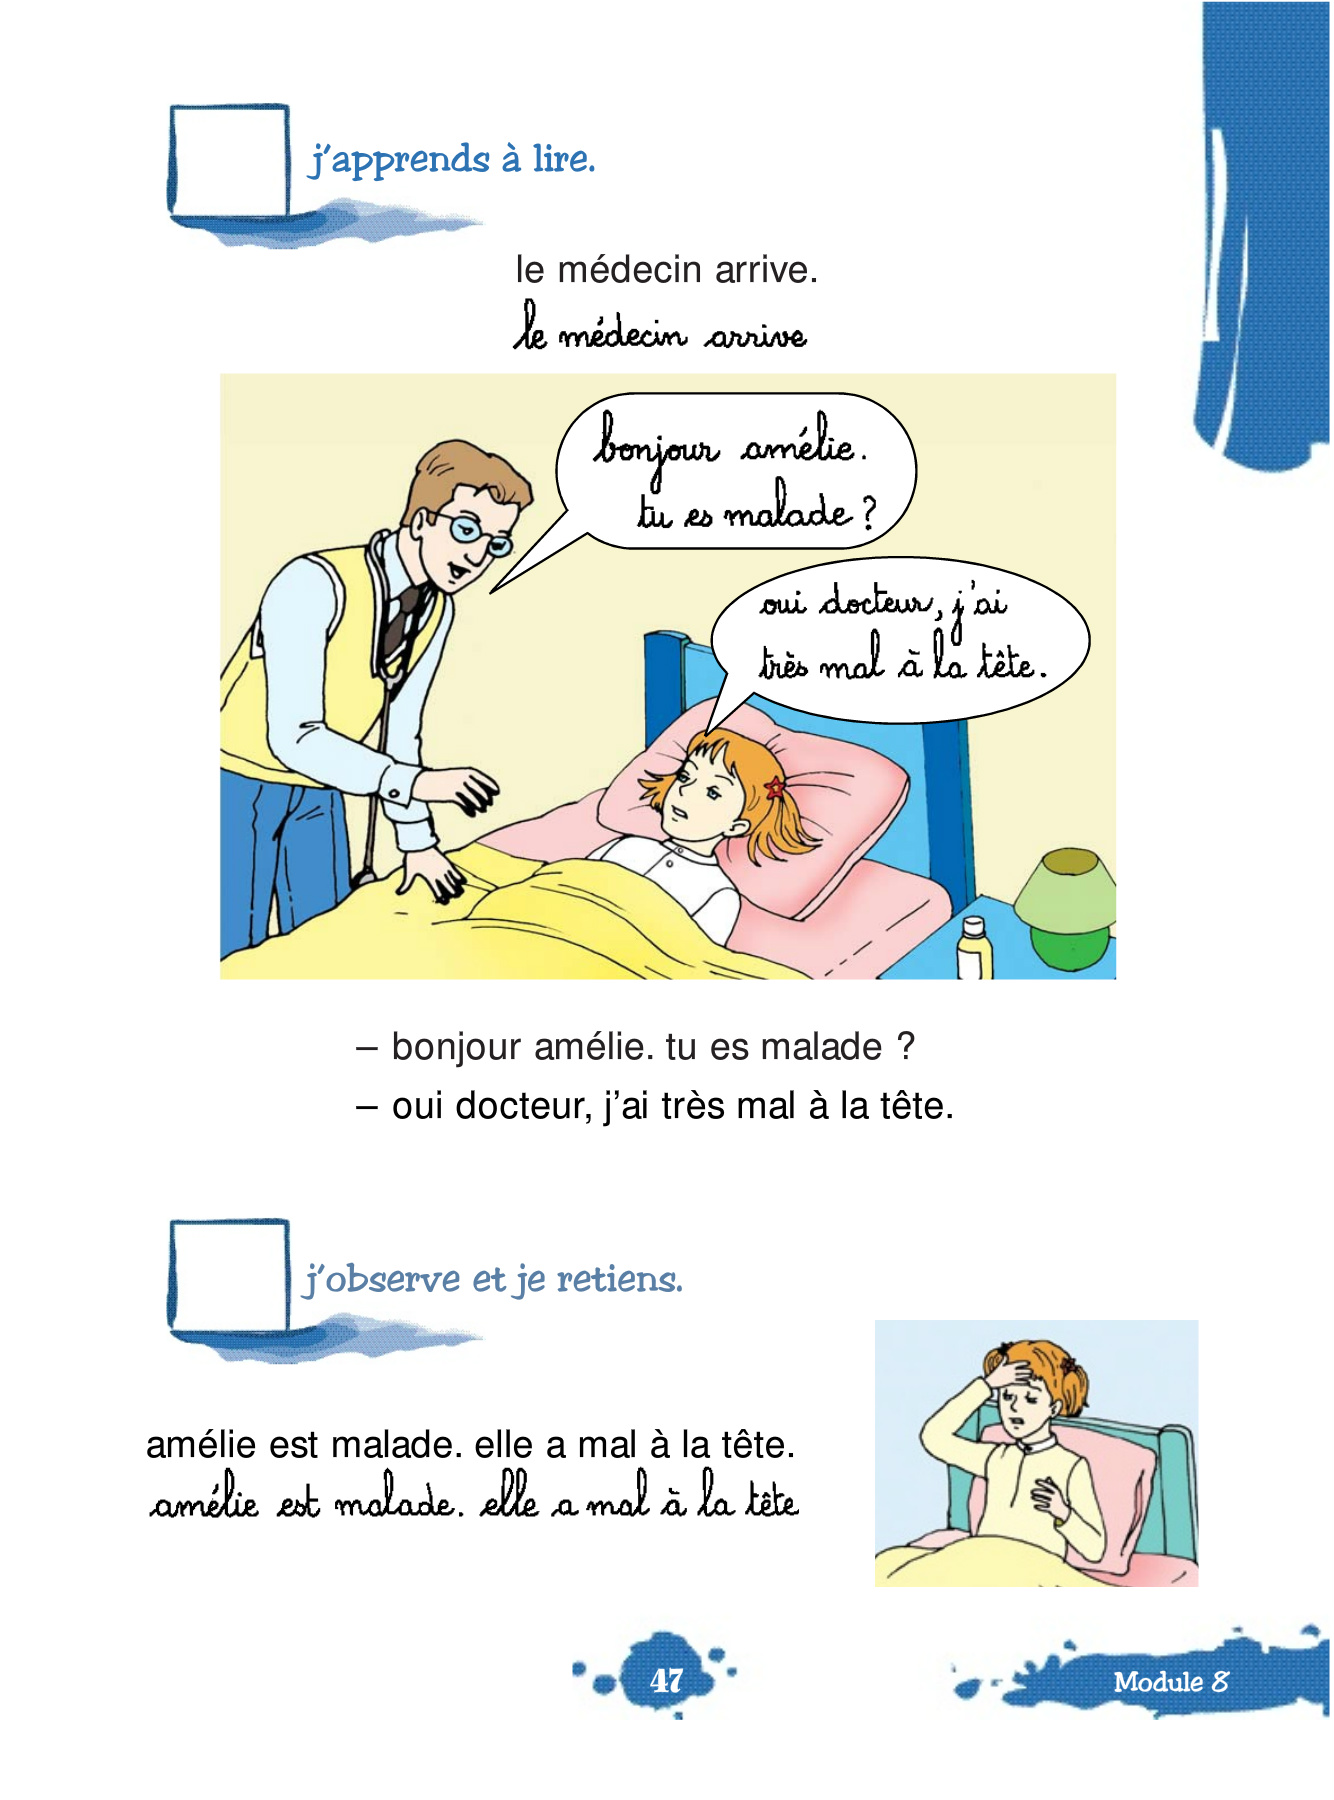 j'apprends à lire.
le médecin arrive.
le médecin arrive
bonjour amélie.
tu es malade ?
oui docteur, j'ai
très mal à la tête.
– bonjour amélie. tu es malade ?
– oui docteur, j'ai très mal à la tête.
j'observe et je retiens.
amélie est malade. elle a mal à la tête.
amélie est malade. elle a mal à la tête
47
Module 8